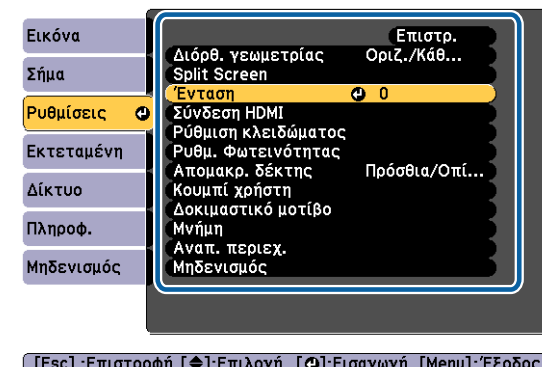 Εικόνα
Σήμα
Ρυθμίσεις
Εκτεταμένη
Δίκτυο
Πληροφ.
Μηδενισμός
Επιστρ.
Διόρθ. γεωμετρίας Οριζ./Κάθ...
Split Screen
Ένταση 0
Σύνδεση HDMI
Ρύθμιση κλειδώματος
Ρυθμ. Φωτεινότητας
Απομακρ. δέκτης Πρόσθια/Οπί...
Κουμπί χρήστη
Δοκιμαστικό μοτίβο
Μνήμη
Αναπ. περιεχ.
Μηδενισμός
[Esc]·Επιστροφή [◆]·Επιλογή [⏎]·Εισαγωγή [Menu]·Έξοδος